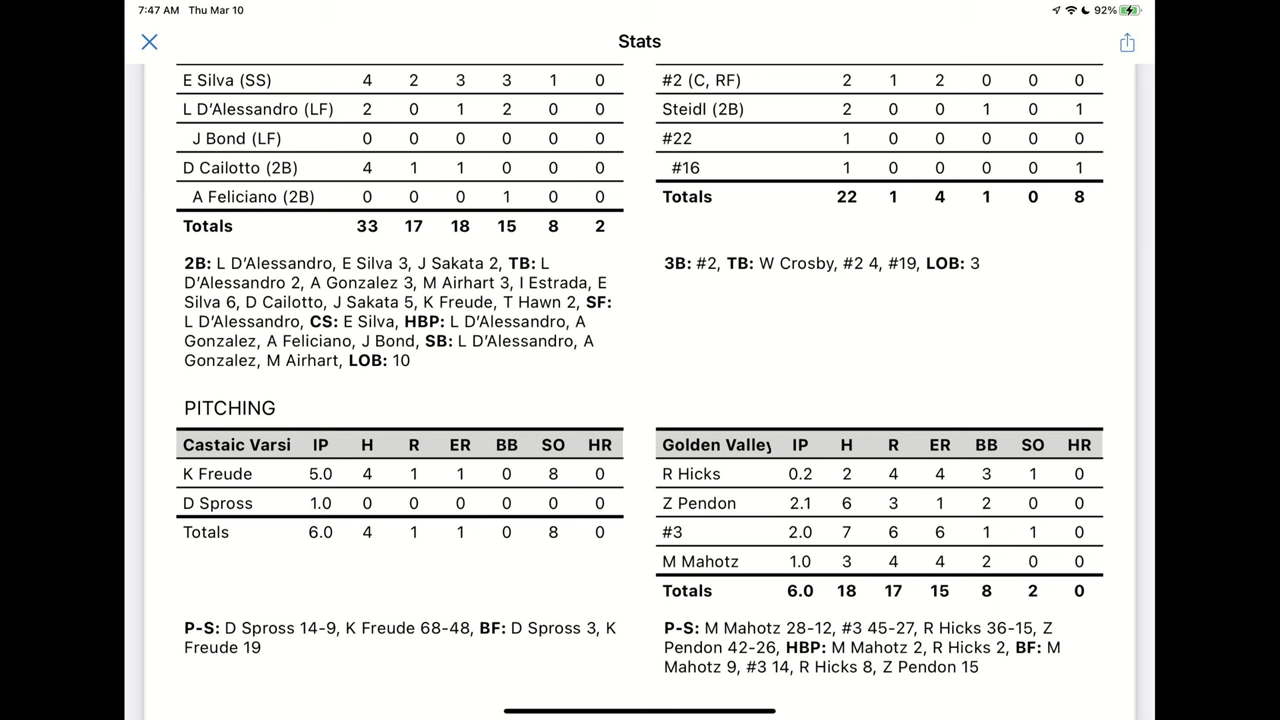 7:47 AM Thu Mar 10
92%
Stats
E Silva (SS) 4 2 3 3 1 0
L D’Alessandro (LF) 2 0 1 2 0 0
J Bond (LF) 0 0 0 0 0 0
D Cailotto (2B) 4 1 1 0 0 0
A Feliciano (2B) 0 0 0 1 0 0
Totals 33 17 18 15 8 2
2B: L D’Alessandro, E Silva 3, J Sakata 2, TB: L
D’Alessandro 2, A Gonzalez 3, M Airhart 3, I Estrada, E
Silva 6, D Cailotto, J Sakata 5, K Freude, T Hawn 2, SF:
L D’Alessandro, CS: E Silva, HBP: L D’Alessandro, A
Gonzalez, A Feliciano, J Bond, SB: L D’Alessandro, A
Gonzalez, M Airhart, LOB: 10
#2 (C, RF) 2 1 2 0 0 0
Steidl (2B) 2 0 0 1 0 1
#22 1 0 0 0 0 0
#16 1 0 0 0 0 1
Totals 22 1 4 1 0 8
3B: #2, TB: W Crosby, #2 4, #19, LOB: 3
PITCHING
Castaic Varsi IP H R ER BB SO HR
K Freude 5.0 4 1 1 0 8 0
D Spross 1.0 0 0 0 0 0 0
Totals 6.0 4 1 1 0 8 0
P-S: D Spross 14-9, K Freude 68-48, BF: D Spross 3, K
Freude 19
Golden Valley IP H R ER BB SO HR
R Hicks 0.2 2 4 4 3 1 0
Z Pendon 2.1 6 3 1 2 0 0
#3 2.0 7 6 6 1 1 0
M Mahotz 1.0 3 4 4 2 0 0
Totals 6.0 18 17 15 8 2 0
P-S: M Mahotz 28-12, #3 45-27, R Hicks 36-15, Z
Pendon 42-26, HBP: M Mahotz 2, R Hicks 2, BF: M
Mahotz 9, #3 14, R Hicks 8, Z Pendon 15